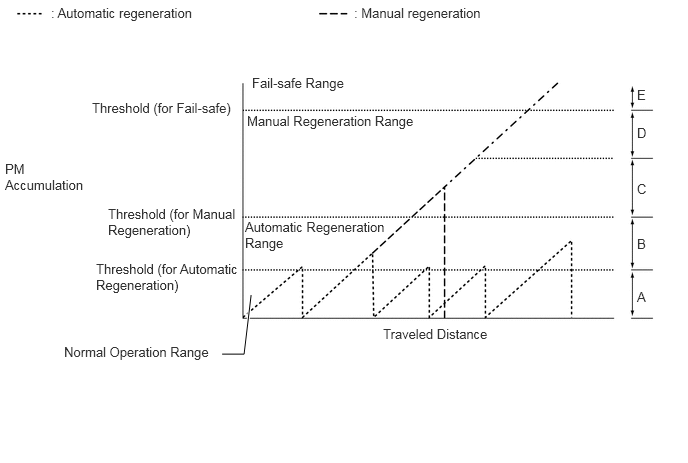 : Automatic regeneration
: Manual regeneration
Fail-safe Range
E
Threshold (for Fail-safe)
Manual Regeneration Range
D
PM
Accumulation
C
Threshold (for Manual
Regeneration)
Automatic Regeneration
Range
B
Threshold (for Automatic
Regeneration)
A
Traveled Distance
Normal Operation Range